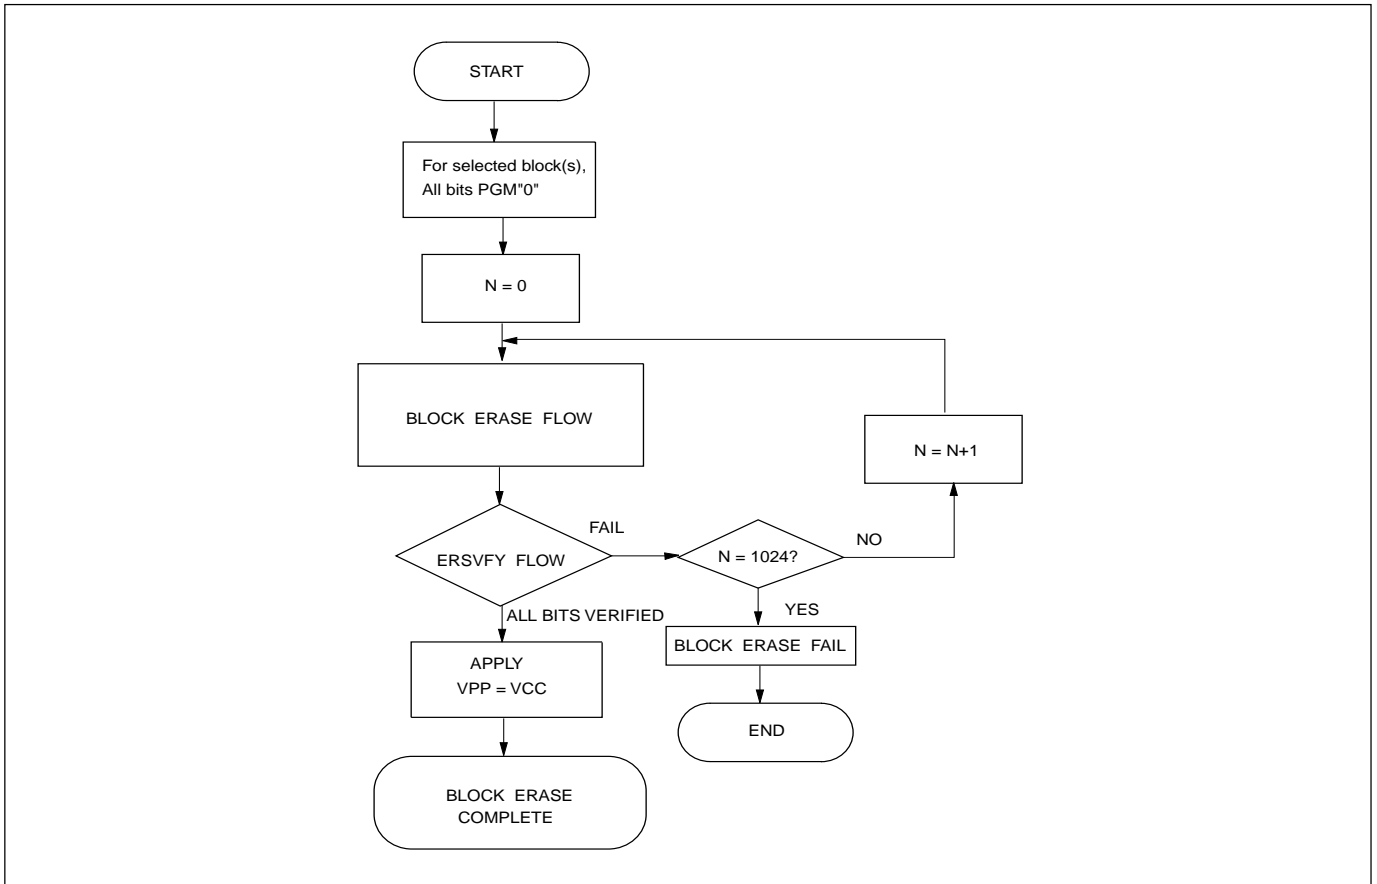 START
For selected block(s),
All bits PGM"0"
N = 0
BLOCK ERASE FLOW
N = N+1
FAIL
NO
ERSVFY FLOW
N = 1024?
ALL BITS VERIFIED
YES
BLOCK ERASE FAIL
APPLY
VPP = VCC
END
BLOCK ERASE
COMPLETE